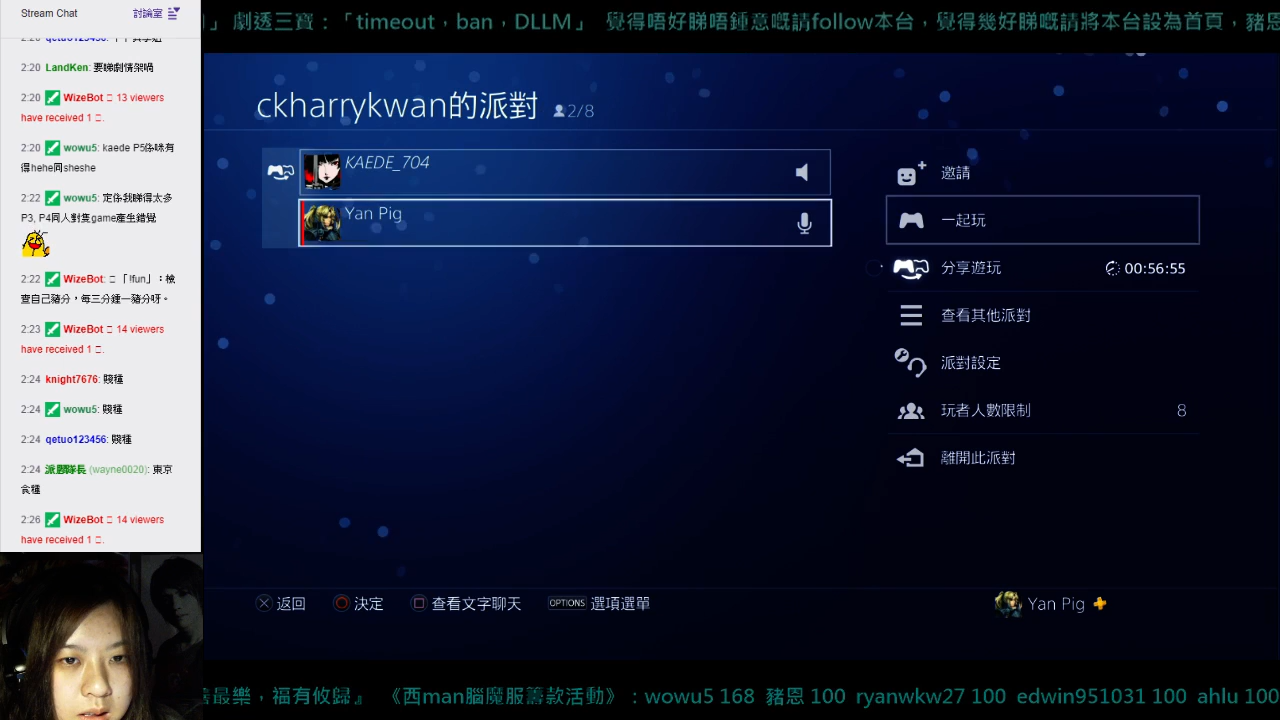 Stream Chat 討論室
」 劇透三寶：「timeout，ban，DLLM」 覺得唔好睇唔鍾意嘅請follow本台，覺得幾好睇嘅請將本台設為首頁，豬恩
2:20 LandKen: 要睇劇情架喎
2:20 WizeBot 13 viewers
have received 1
2:20 wowu5: kaede P5係咪有
得hehe同sheshe
2:22 wowu5: 定係我睇得太多
P3, P4同人對隻game產生錯覺
2:22 WizeBot 「!fun」：檢
查自己豬分，每三分鐘一豬分呀。
2:23 WizeBot 14 viewers
have received 1
2:24 knight7676: 賤種
2:24 wowu5: 賤種
2:24 qetuo123456: 賤種
2:24 (wayne0020): 東京
食種
2:26 WizeBot 14 viewers
have received 1
ckharrykwan的派對 2/8
KAEDE_704
Yan Pig
邀請
一起玩
分享遊玩 00:56:55
查看其他派對
派對設定
玩者人數限制 8
離開此派對
返回 決定 查看文字聊天 OPTIONS 選項選單 Yan Pig
最樂，福有攸歸』 《西man腦魔服籌款活動》：wowu5 168 豬恩 100 ryanwkw27 100 edwin951031 100 ahlu 100